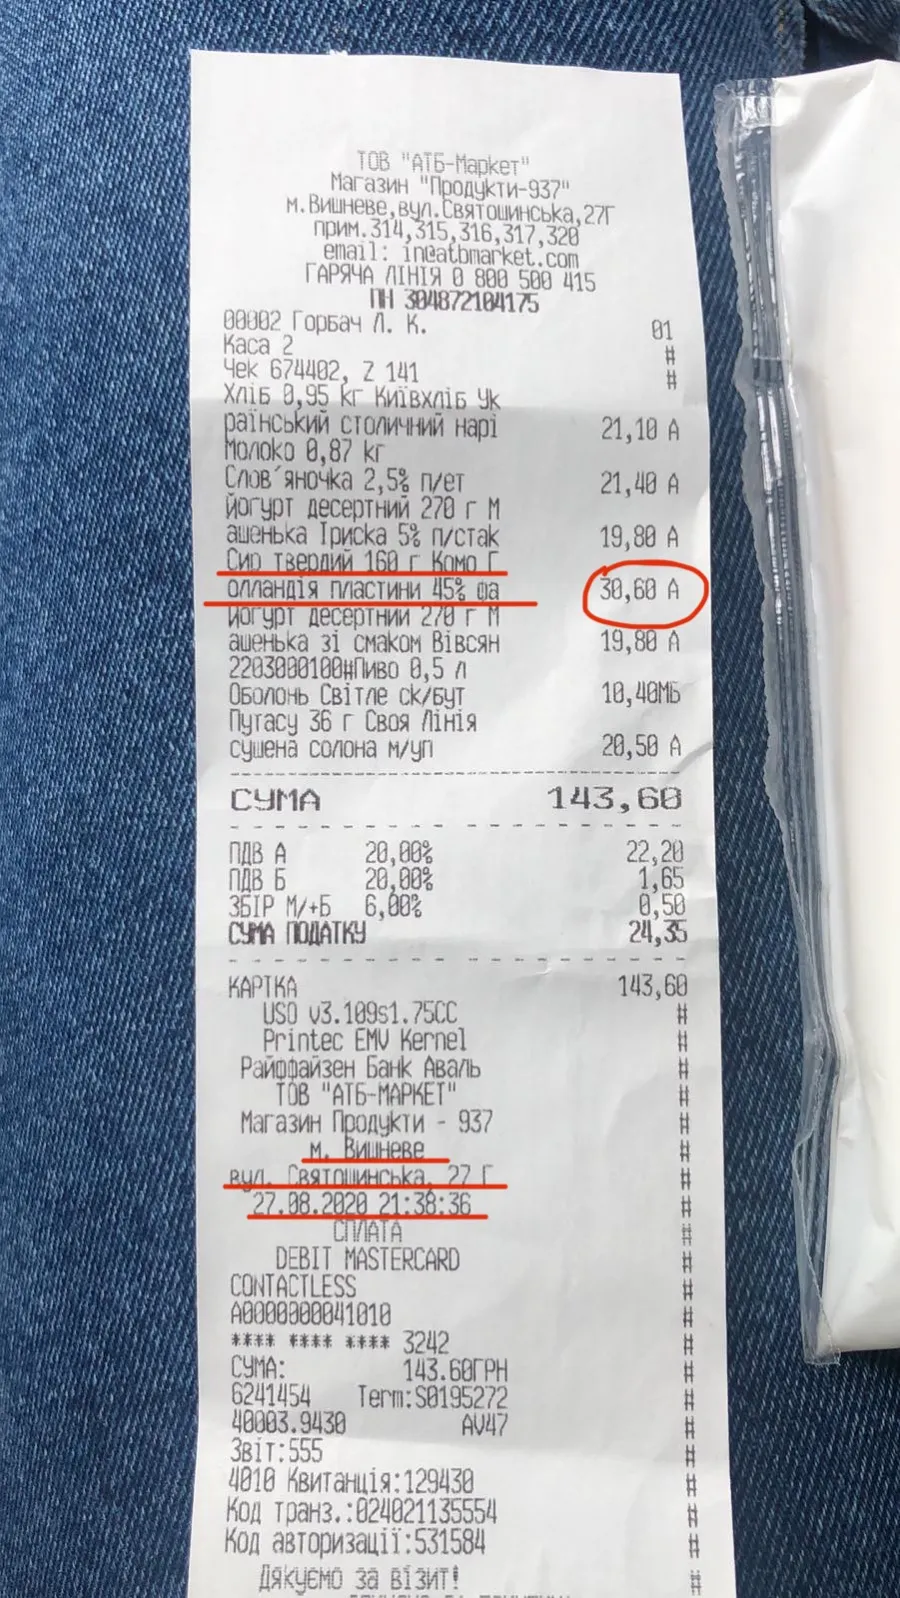 ТОВ "АТБ-Маркет"
Магазин "Продукти-937"
м.Вишневе,вул.Святошинська,27Г
прим.314,315,316,317,320
email: in@atbmarket.com
ГАРЯЧА ЛІНІЯ 0 800 500 415
ПН 304872104175
00002 Горбач Л. К. 01
Каса 2 #
Чек 674402, Z 141 #
Хліб 0,95 кг Київхліб Ук
раїнський столичний нарі 21,10 А
Молоко 0,87 kг
Слов'яночка 2,5% п/ет 21,40 А
Йогурт десертний 270 г М
ашенька Іриска 5% п/стак 19,80 А
Сир твердий 160 г Комо Г
олландія пластини 45% фа 30,60 А
Йогурт десертний 270 г М
ашенька зі смаком Вівсян 19,80 А
2203000100#Пиво 0,5 л
Оболонь Світле ск/бут 10,40МБ
Путасу 36 г Своя Лінія
сушена солона м/уп 20,50 А
СУМА 143,60
ПДВ А 20,00% 22,20
ПДВ Б 20,00% 1,65
ЗБІР М/+Б 6,00% 0,50
СУМА ПОДАТКУ 24,35
КАРТКА 143,60
USO v3.109s1.75CC #
Printec EMV Kernel #
Райффайзен Банк Аваль #
ТОВ "АТБ-МАРКЕТ" #
Магазин Продукти - 937 #
м. Вишневе #
вул. Святошинська, 27 Г #
27.08.2020 21:38:36 #
СПЛАТА #
DEBIT MASTERCARD #
CONTACTLESS #
A0000000041010 #
**** **** **** 3242 #
СУМА: 143.60ГРН #
6241454 Term:S0195272 #
40003.9430 AV47 #
Звіт:555 #
4010 Квитанція:129430 #
Код транз.:024021135554 #
Код авторизації:531584 #
Дякуємо за візит! #